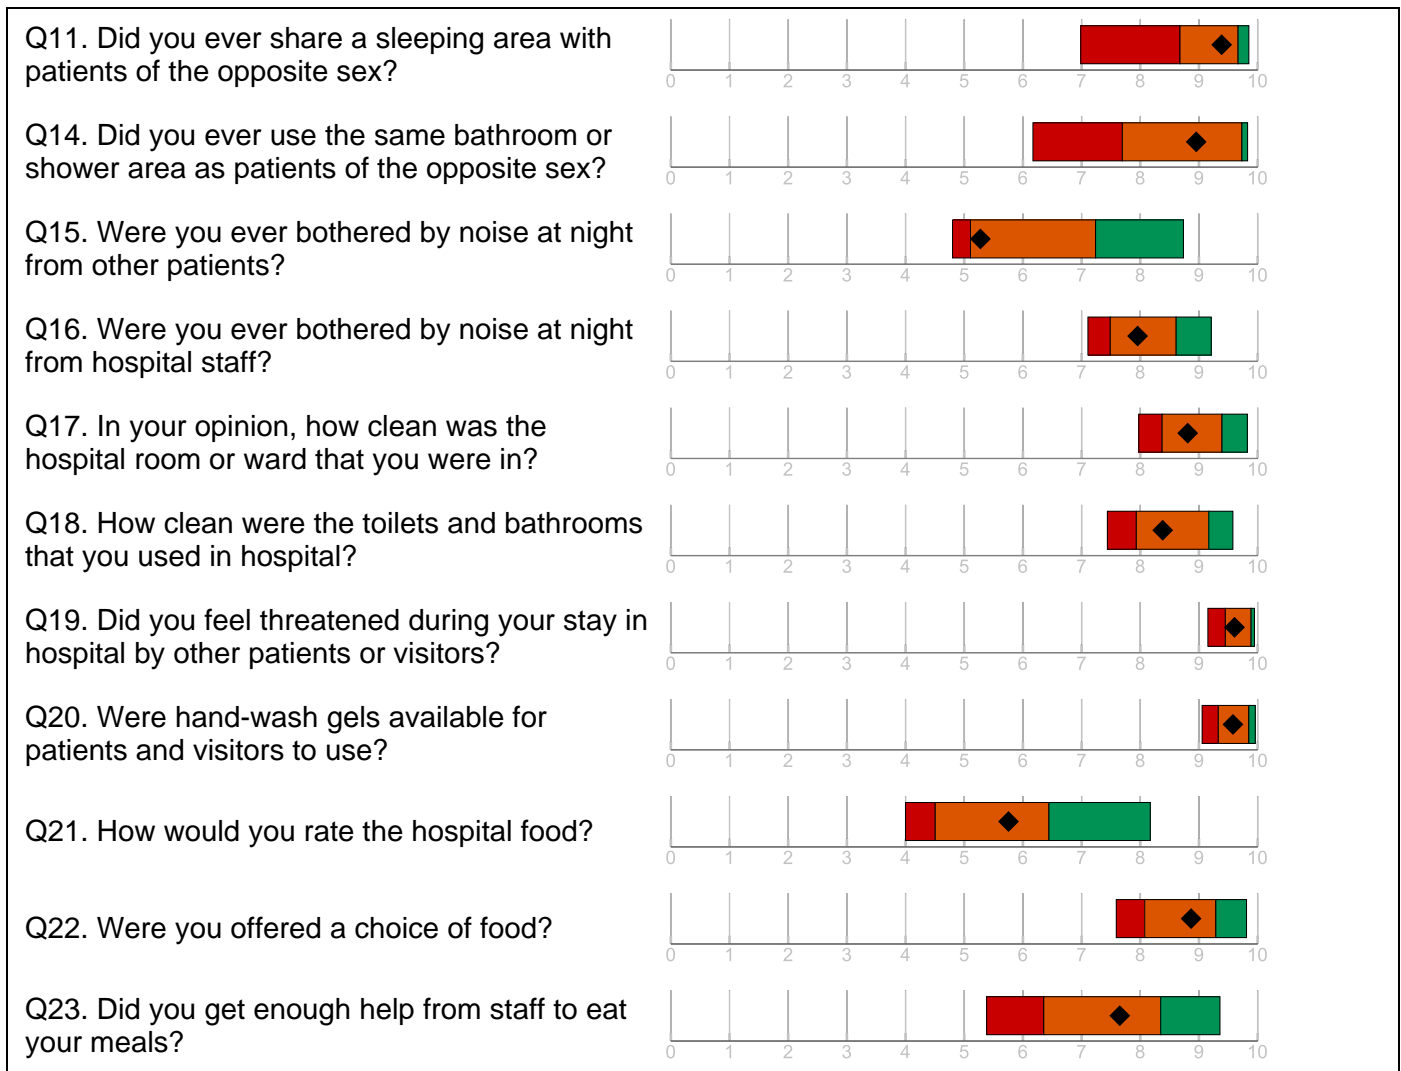 Q11. Did you ever share a sleeping area with
patients of the opposite sex?
0 1 2 3 4 5 6 7 8 9 10
Q14. Did you ever use the same bathroom or
shower area as patients of the opposite sex?
0 1 2 3 4 5 6 7 8 9 10
Q15. Were you ever bothered by noise at night
from other patients?
0 1 2 3 4 5 6 7 8 9 10
Q16. Were you ever bothered by noise at night
from hospital staff?
0 1 2 3 4 5 6 7 8 9 10
Q17. In your opinion, how clean was the
hospital room or ward that you were in?
0 1 2 3 4 5 6 7 8 9 10
Q18. How clean were the toilets and bathrooms
that you used in hospital?
0 1 2 3 4 5 6 7 8 9 10
Q19. Did you feel threatened during your stay in
hospital by other patients or visitors?
0 1 2 3 4 5 6 7 8 9 10
Q20. Were hand-wash gels available for
patients and visitors to use?
0 1 2 3 4 5 6 7 8 9 10
Q21. How would you rate the hospital food?
0 1 2 3 4 5 6 7 8 9 10
Q22. Were you offered a choice of food?
0 1 2 3 4 5 6 7 8 9 10
Q23. Did you get enough help from staff to eat
your meals?
0 1 2 3 4 5 6 7 8 9 10